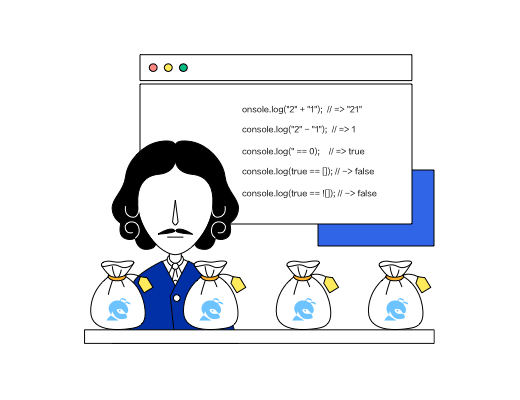 onsole.log("2" + "1");  // => "21"
console.log("2" − "1");  // => 1
console.log('' == 0);    // => true
console.log(true == []); // −> false
console.log(true == ![]); // −> false